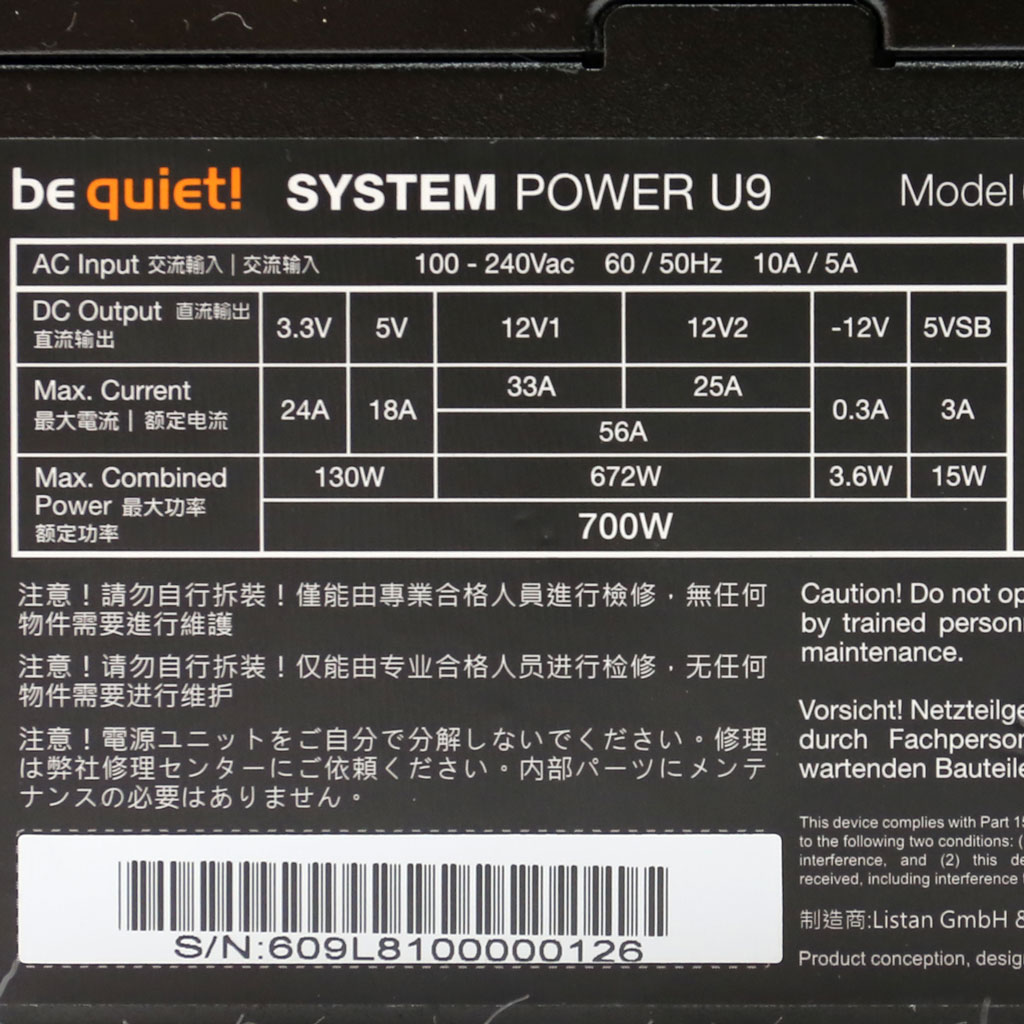 be quiet! SYSTEM POWER U9 Model
AC Input 交流輸入 | 交流输入 100 - 240Vac 60 / 50Hz 10A / 5A
DC Output 直流輸出
直流输出
3.3V 5V 12V1 12V2 -12V 5VSB
Max. Current
最大電流 | 额定电流
24A 18A 33A 25A 0.3A 3A
56A
Max. Combined
Power 最大功率
额定功率
130W 672W 3.6W 15W
700W
注意！請勿自行拆裝！僅能由專業合格人員進行檢修，無任何
物件需要進行維護
注意！请勿自行拆装！仅能由专业合格人员进行检修，无任何
物件需要进行维护
注意！電源ユニットをご自分で分解しないでください。修理
は弊社修理センターにご依頼ください。内部パーツにメンテ
ナンスの必要はありません。
S/N:609L8100000126
Caution! Do not op
by trained person
maintenance.
Vorsicht! Netzteilge
durch Fachperson
wartenden Bauteile
This device complies with Part 15
to the following two conditions: (
interference, and (2) this de
received, including interference
制造商:Listan GmbH &
Product conception, desig